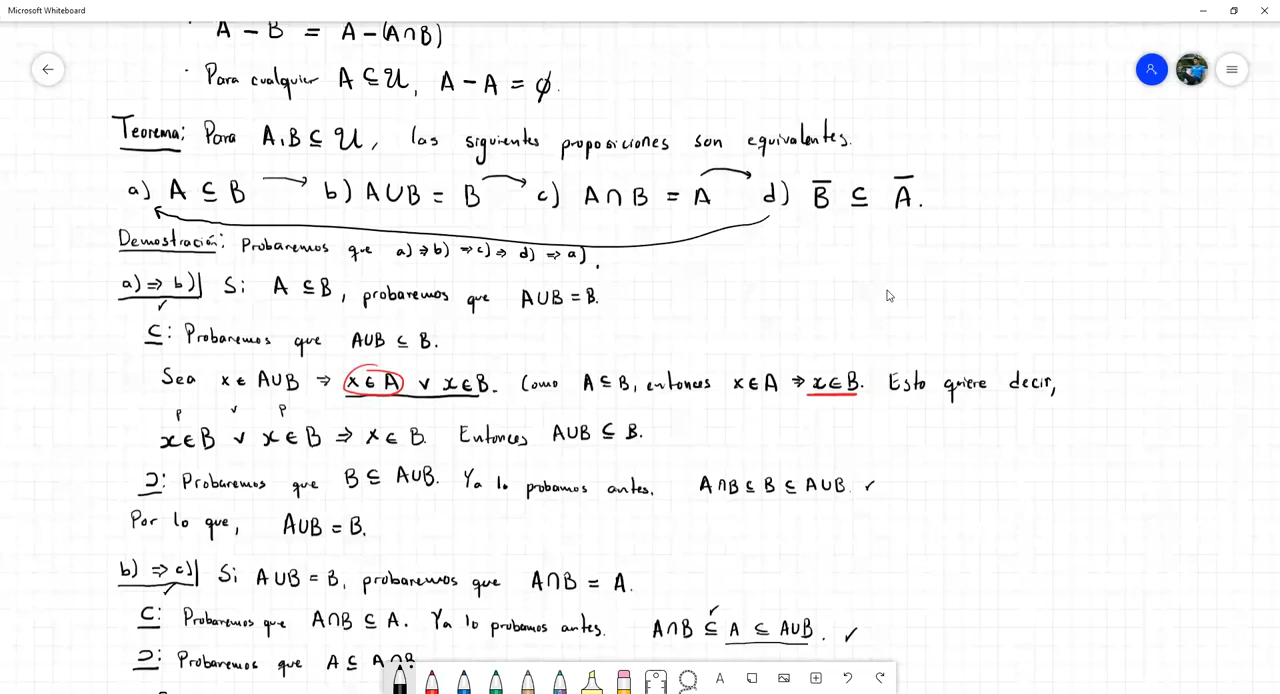 Microsoft Whiteboard
A - B = A - (A∩B)
· Para cualquier A ⊆ 𝒰, A - A = ϕ.
Teorema: Para A,B ⊆ 𝒰, las siguientes proposiciones son equivalentes.
a) A ⊆ B → b) A∪B = B → c) A∩B = A → d) B̅ ⊆ A̅.
Demostración: Probaremos que a) ⇒ b) ⇒ c) ⇒ d) ⇒ a).
a) ⇒ b)| Si A ⊆ B, probaremos que A∪B = B.
✓
⊆: Probaremos que A∪B ⊆ B.
Sea x ∈ A∪B ⇒ x ∈ A ∨ x ∈ B. Como A ⊆ B, entonces x ∈ A ⇒ x ∈ B. Esto quiere decir,
P ∨ P
x ∈ B ∨ x ∈ B ⇒ x ∈ B. Entonces A∪B ⊆ B.
⊇: Probaremos que B ⊆ A∪B. Ya lo probamos antes. A∩B ⊆ B ⊆ A∪B. ✓
Por lo que, A∪B = B.
b) ⇒ c)| Si A∪B = B, probaremos que A∩B = A.
✓
⊆: Probaremos que A∩B ⊆ A. Ya lo probamos antes. A∩B ⊆ A ⊆ A∪B. ✓
⊇: Probaremos que A ⊆ A∩B.